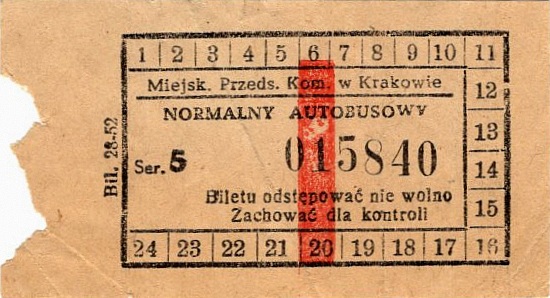 1 2 3 4 5 6 7 8 9 10 11
Miejsk. Przeds. Kom. w Krakowie
12
NORMALNY AUTOBUSOWY
13
Bil. 28-52
Ser. 5 015840
14
Biletu odstępować nie wolno
15
Zachować dla kontroli
24 23 22 21 20 19 18 17 16